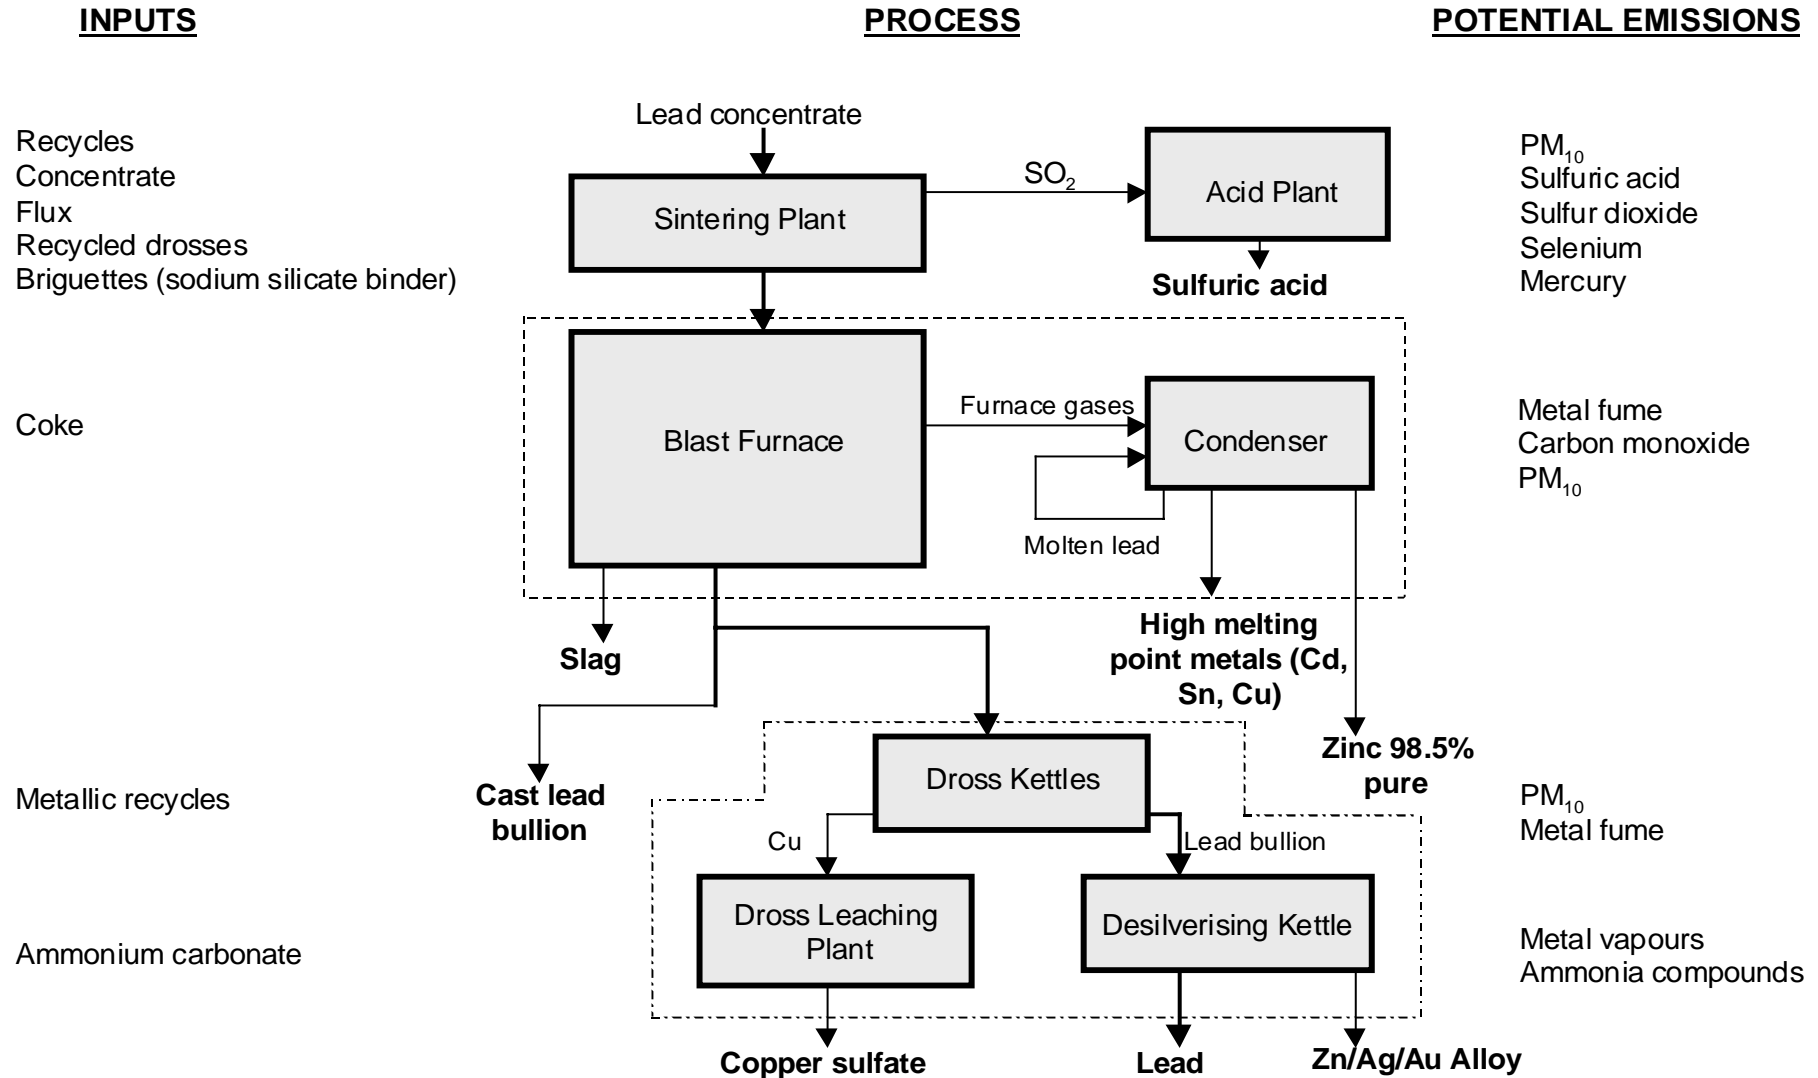 INPUTS
PROCESS
POTENTIAL EMISSIONS
Recycles
Concentrate
Flux
Recycled drosses
Briguettes (sodium silicate binder)
Lead concentrate
Sintering Plant
SO2
Acid Plant
Sulfuric acid
PM10
Sulfuric acid
Sulfur dioxide
Selenium
Mercury
Coke
Blast Furnace
Furnace gases
Condenser
Molten lead
Metal fume
Carbon monoxide
PM10
Slag
High melting
point metals (Cd,
Sn, Cu)
Zinc 98.5%
pure
Metallic recycles
Cast lead
bullion
Dross Kettles
Cu
Lead bullion
PM10
Metal fume
Ammonium carbonate
Dross Leaching
Plant
Desilverising Kettle
Metal vapours
Ammonia compounds
Copper sulfate
Lead
Zn/Ag/Au Alloy